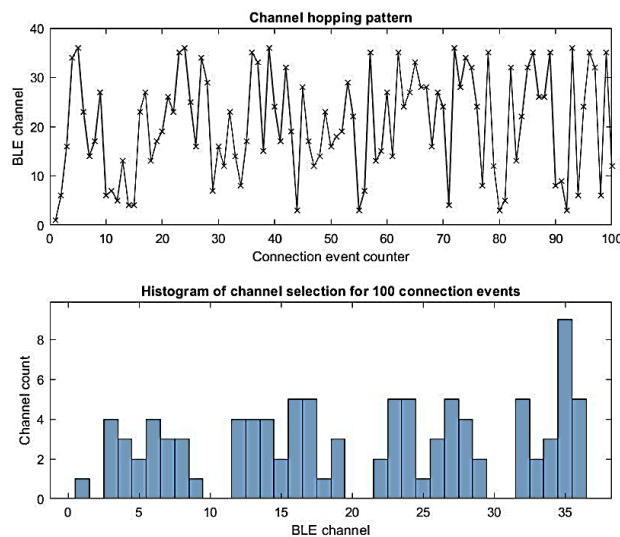 Channel hopping pattern
40
30
20
10
0
BLE channel
0 10 20 30 40 50 60 70 80 90 100
Connection event counter
Histogram of channel selection for 100 connection events
8
6
4
2
0
Channel count
0 5 10 15 20 25 30 35
BLE channel